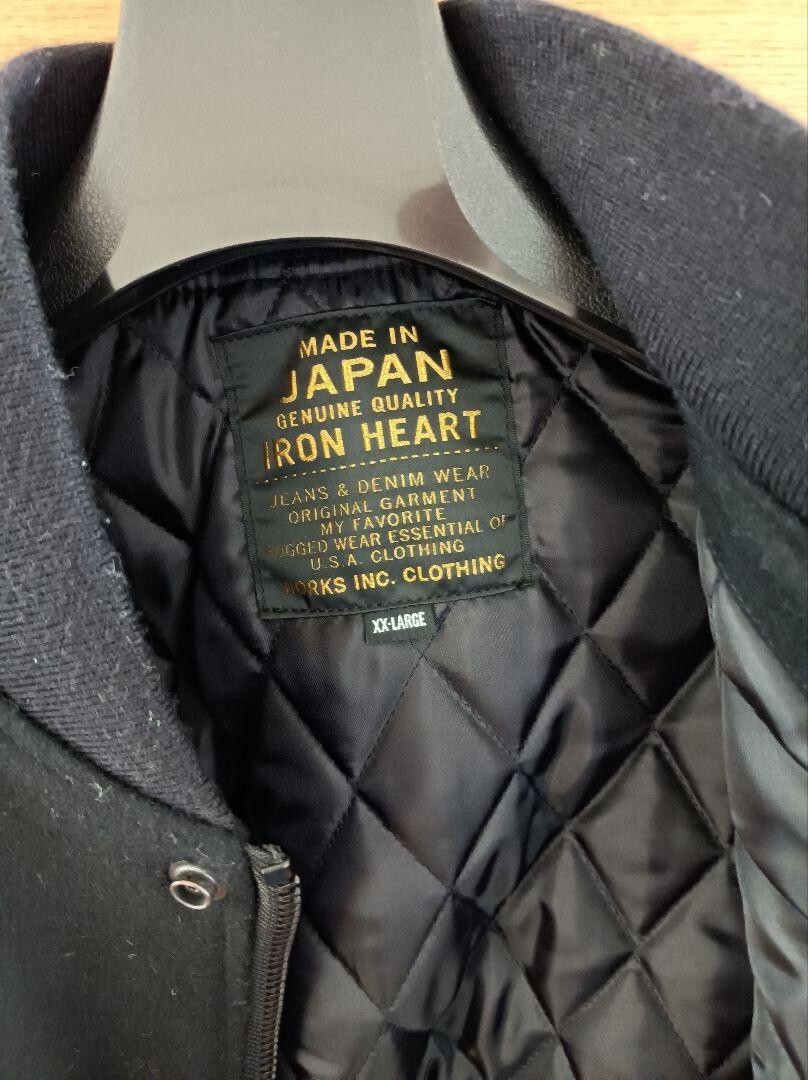 MADE IN
JAPAN
GENUINE QUALITY
IRON HEART
JEANS & DENIM WEAR
ORIGINAL GARMENT
MY FAVORITE
RUGGED WEAR ESSENTIAL OF
U.S.A. CLOTHING
WORKS INC. CLOTHING
XX-LARGE